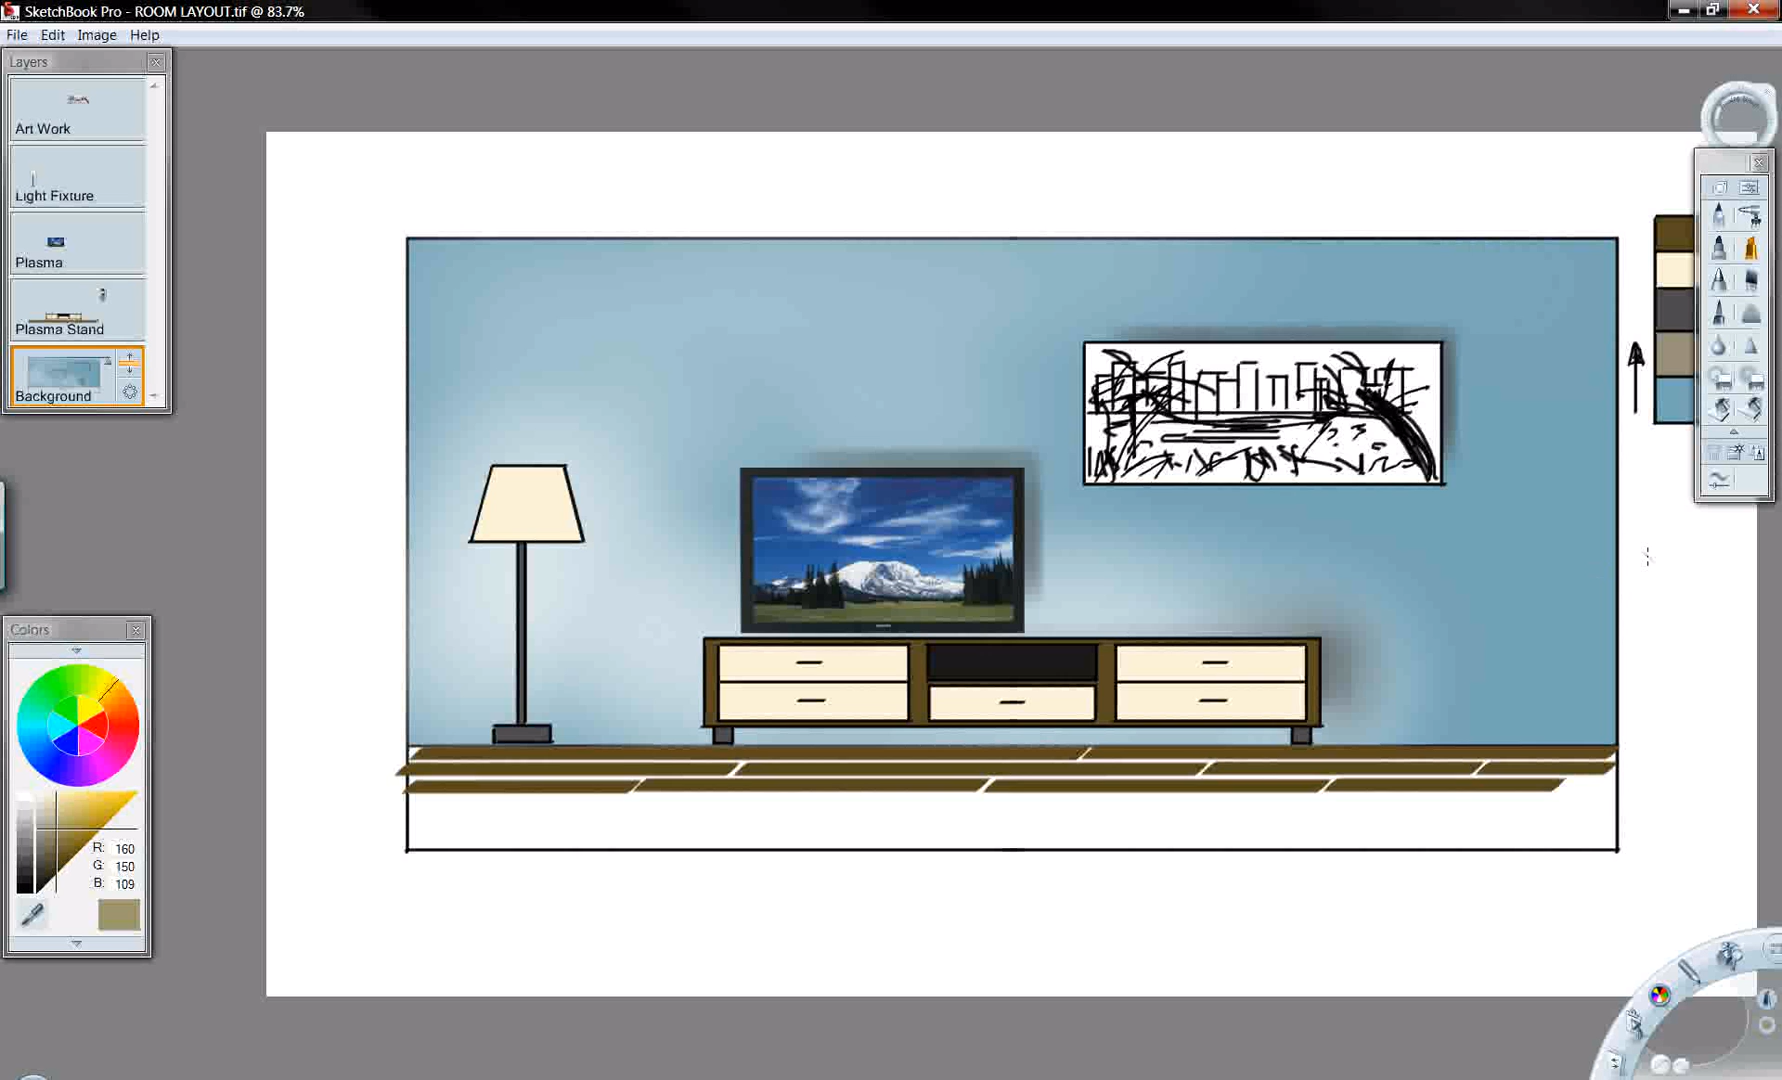 SketchBook Pro - ROOM LAYOUT.tif @ 83.7%
File Edit Image Help
Layers
Art Work
Light Fixture
Plasma
Plasma Stand
Background
Colors
R: 160
G: 150
B: 109